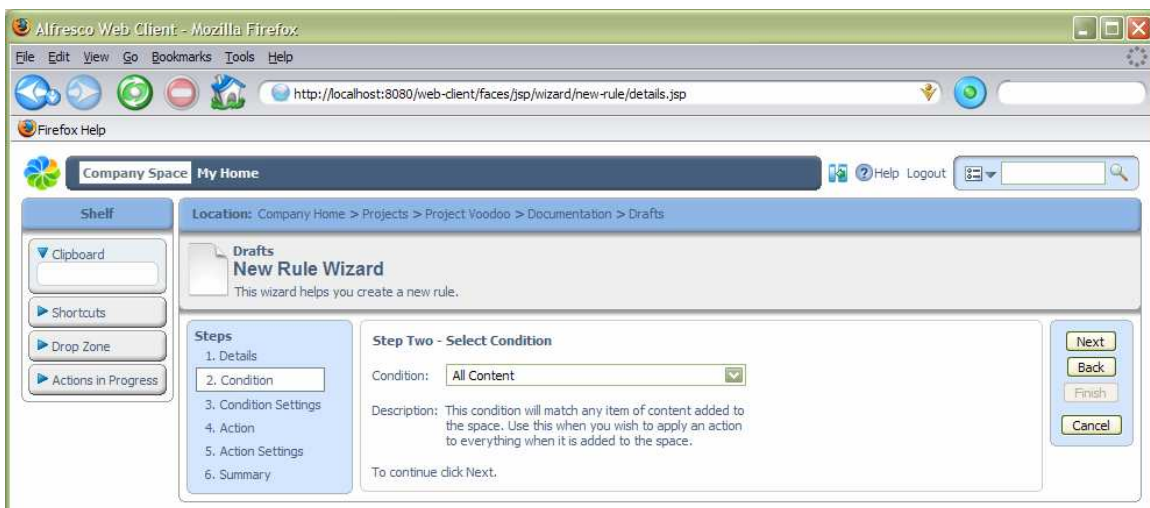 Alfresco Web Client - Mozilla Firefox
File Edit View Go Bookmarks Tools Help
http://localhost:8080/web-client/faces/jsp/wizard/new-rule/details.jsp
Firefox Help
Company Space My Home
Help Logout
Shelf
Location: Company Home > Projects > Project Voodoo > Documentation > Drafts
Clipboard
Shortcuts
Drop Zone
Actions in Progress
Drafts
New Rule Wizard
This wizard helps you create a new rule.
Steps
1. Details
2. Condition
3. Condition Settings
4. Action
5. Action Settings
6. Summary
Step Two - Select Condition
Condition: All Content
Description: This condition will match any item of content added to
the space. Use this when you wish to apply an action
to everything when it is added to the space.
To continue click Next.
Next
Back
Finish
Cancel